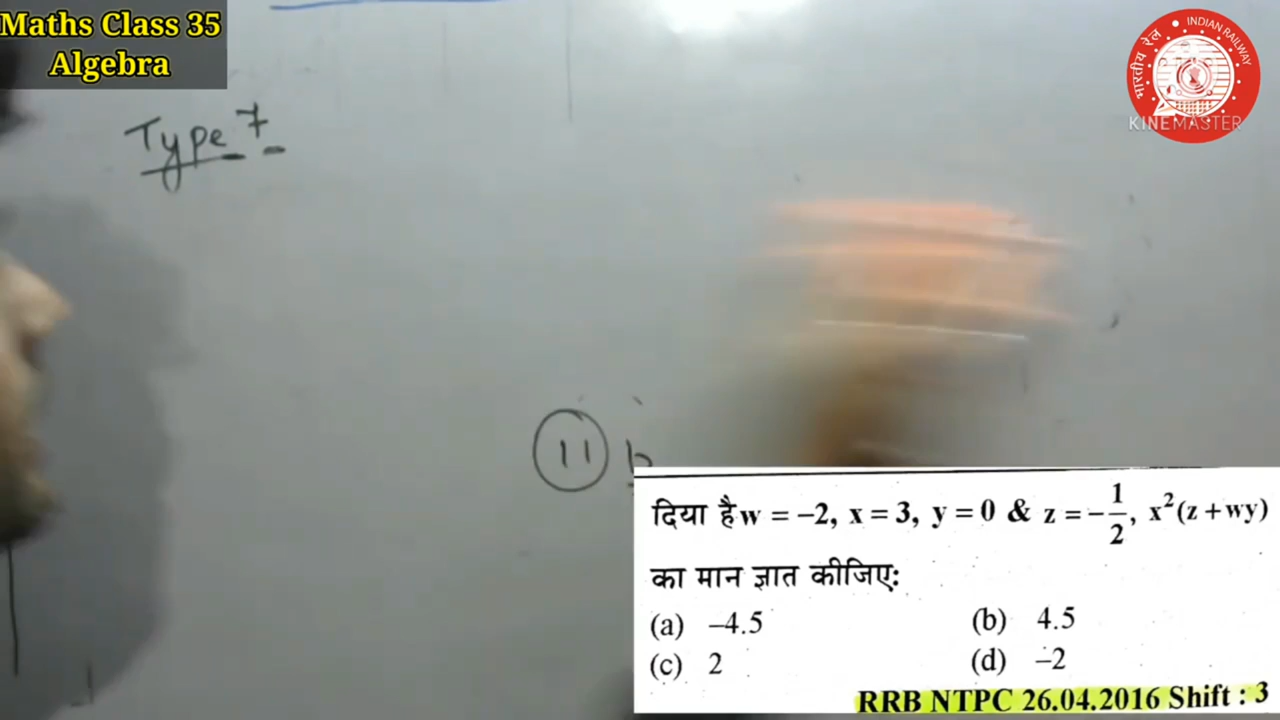 Maths Class 35
Algebra
भारतीय रेल INDIAN RAILWAY
KINEMASTER
Type 7
11
दिया है w = –2, x = 3, y = 0 & z = –1/2, x²(z + wy)
का मान ज्ञात कीजिए:
(a) –4.5 (b) 4.5
(c) 2 (d) –2
RRB NTPC 26.04.2016 Shift : 3